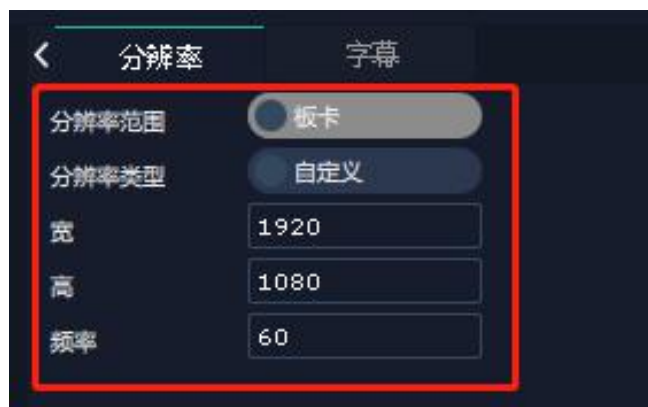 分辨率 字幕
分辨率范围 板卡
分辨率类型 自定义
宽 1920
高 1080
频率 60